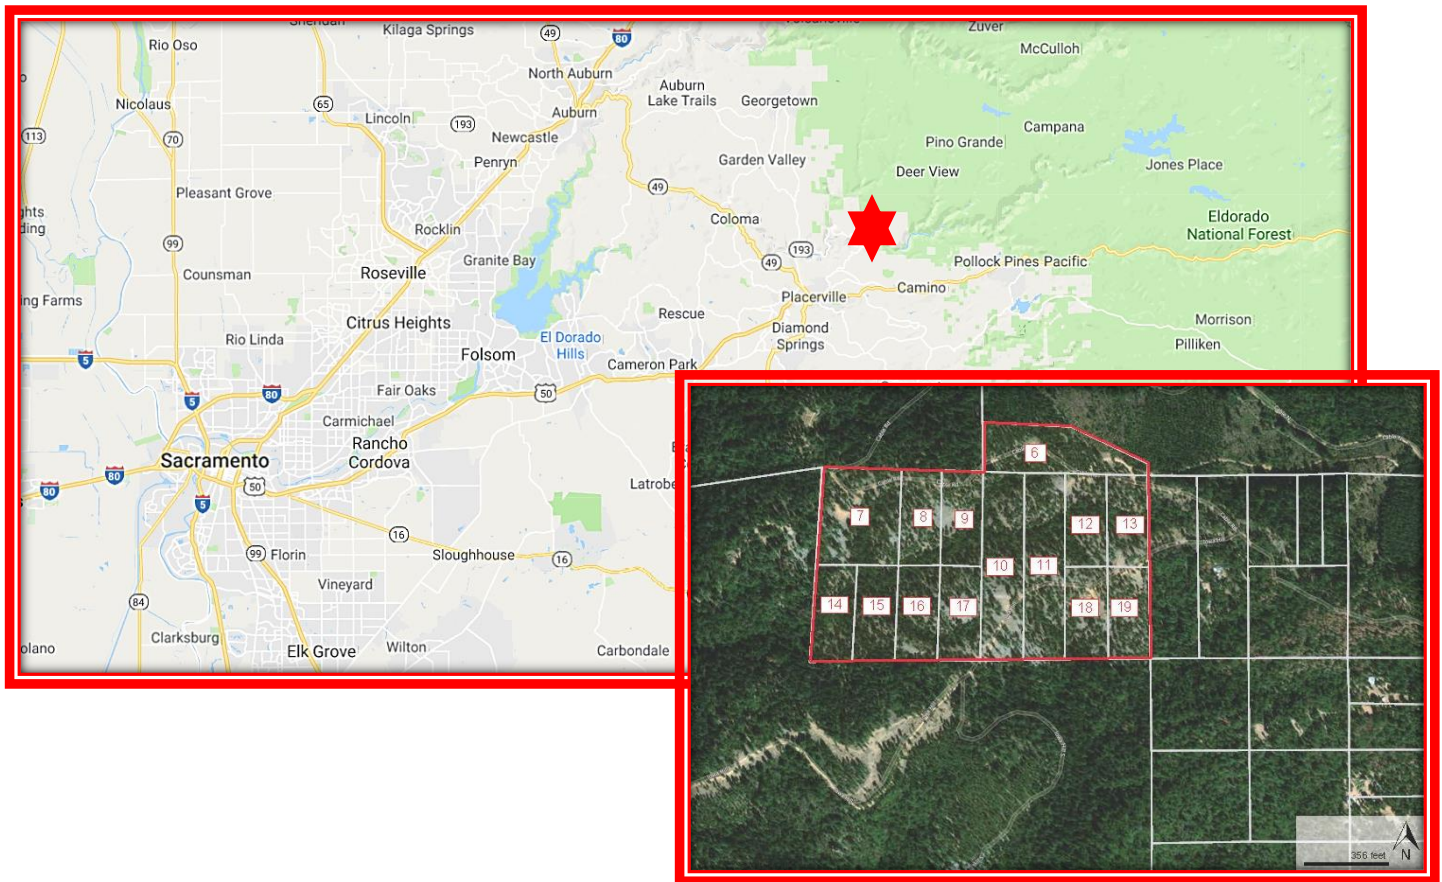 Kilaga Springs
49
80
Zuver
Rio Oso
McCulloh
North Auburn
Auburn
Lake Trails
Georgetown
Nicolaus
65
Auburn
Lincoln
193
Campana
113
70
Newcastle
Pino Grande
Penryn
Garden Valley
Jones Place
Deer View
Pleasant Grove
49
Coloma
Eldorado
National Forest
Rocklin
99
193
Granite Bay
49
Pollock Pines
Pacific
Roseville
Counsman
Camino
Placerville
ing Farms
Rescue
Citrus Heights
Diamond
Springs
Morrison
Rio Linda
El Dorado
Hills
Pilliken
Folsom
5
Cameron Park
Fair Oaks
80
50
5
Carmichael
Rancho
Cordova
Sacramento
80
50
Latrobe
80
5
16
99
Florin
Sloughhouse
16
Vineyard
84
Clarksburg
Elk Grove
Wilton
Carbondale
olano
6
7
8
9
12
13
10
11
14
15
16
17
18
19
356 feet
N